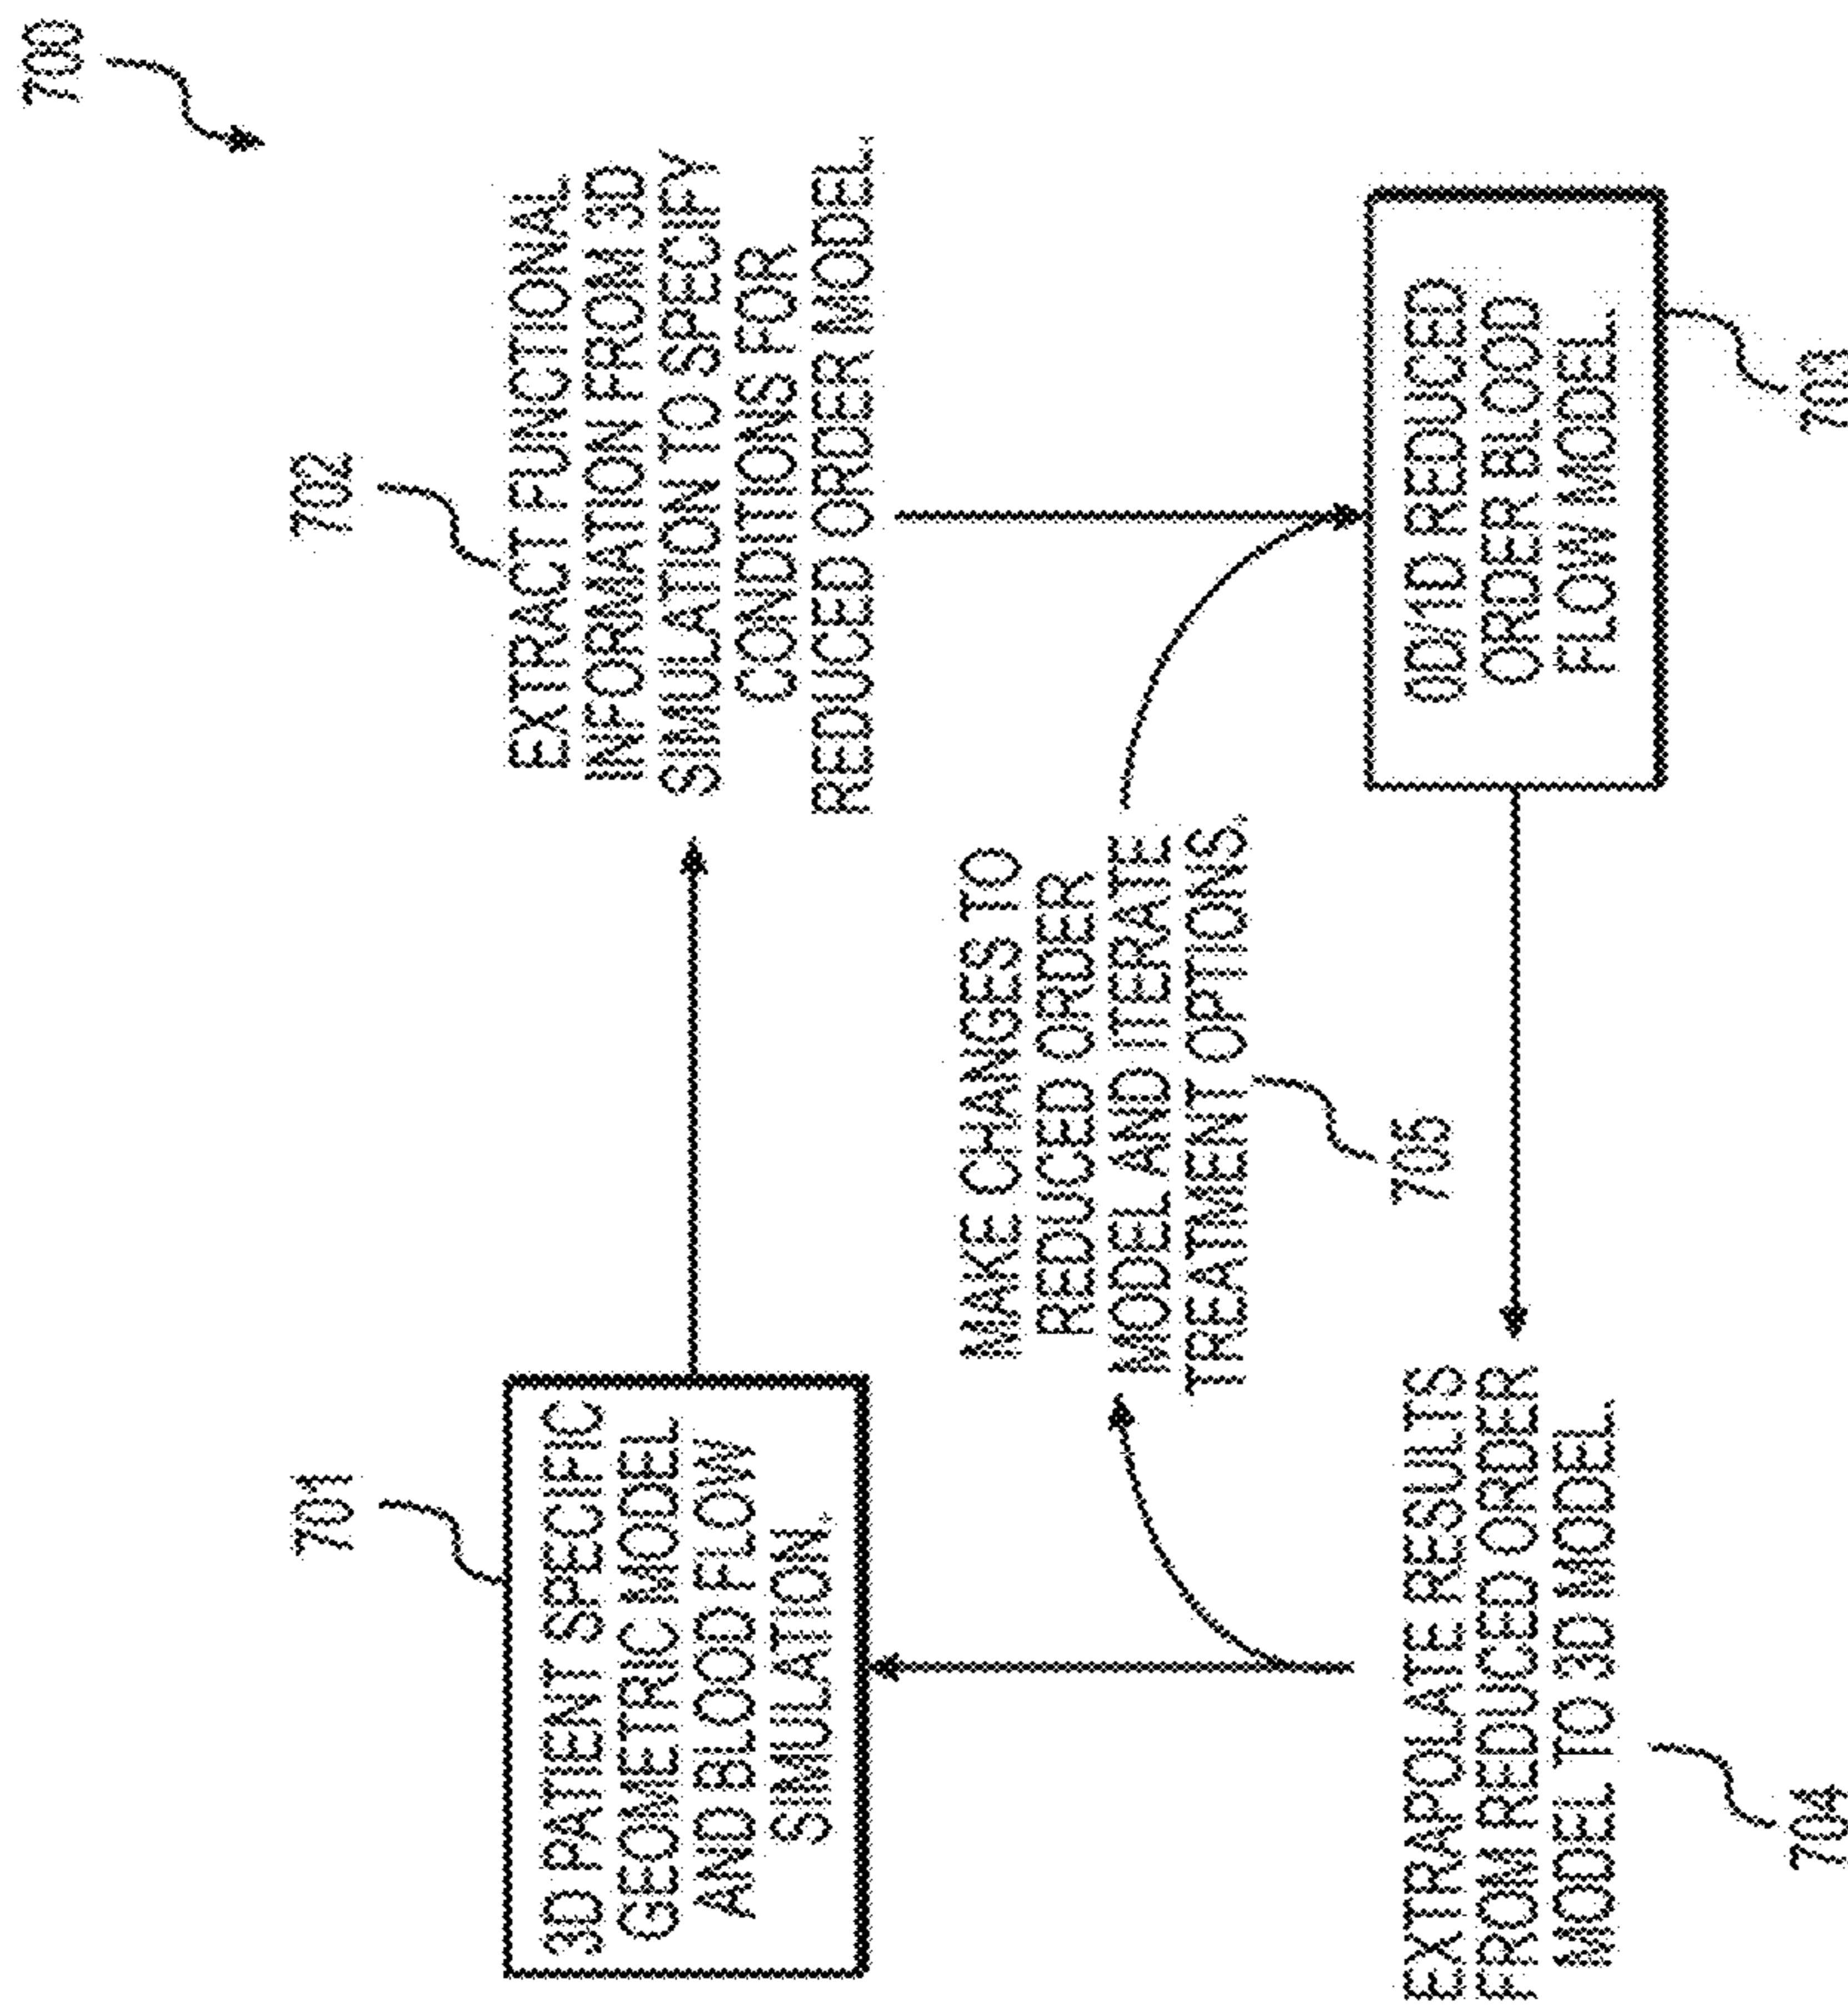 700
701
3D PATIENT SPECIFIC
GEOMETRIC MODEL
AND BLOOD FLOW
SIMULATION.
702
EXTRACT FUNCTIONAL
INFORMATION FROM 3D
SIMULATION TO SPECIFY
CONDITIONS FOR
REDUCED ORDER MODEL.
MAKE CHANGES TO
REDUCED ORDER
MODEL AND ITERATE
TREATMENT OPTIONS.
705
EXTRAPOLATE RESULTS
FROM REDUCED ORDER
MODEL TO 3D MODEL.
704
0D/1D REDUCED
ORDER BLOOD
FLOW MODEL.
703